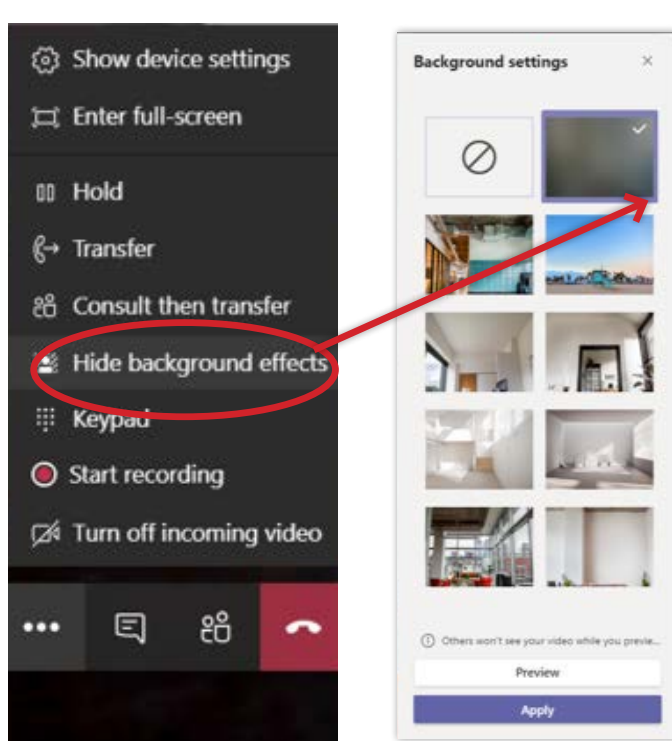 Show device settings
Enter full-screen
Hold
Transfer
Consult then transfer
Hide background effects
Keypad
Start recording
Turn off incoming video
Background settings
Others won't see your video while you previe...
Preview
Apply